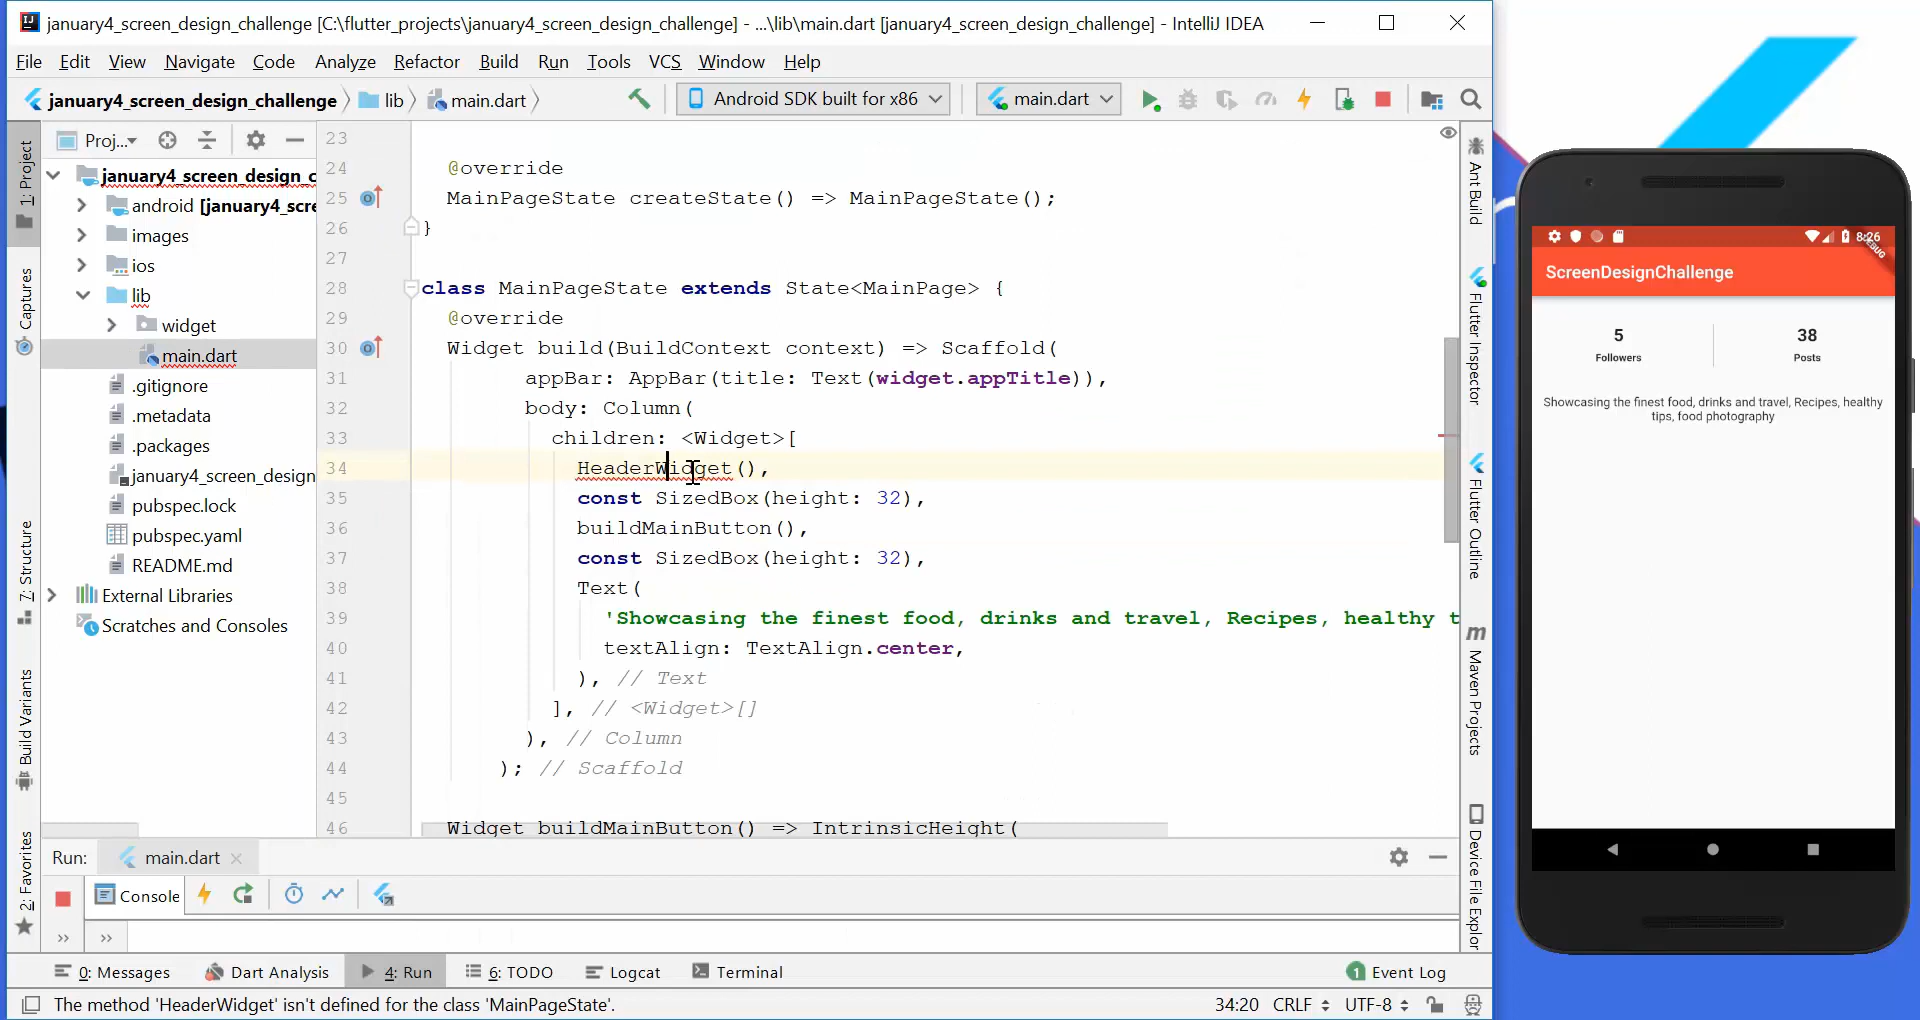 january4_screen_design_challenge [C:\flutter_projects\january4_screen_design_challenge] - ...\lib\main.dart [january4_screen_design_challenge] - IntelliJ IDEA
File Edit View Navigate Code Analyze Refactor Build Run Tools VCS Window Help
january4_screen_design_challenge lib main.dart Android SDK built for x86 main.dart
1: Project
Captures
7: Structure
Build Variants
2: Favorites
Proj...
january4_screen_design_c
android [january4_scre
images
ios
lib
widget
main.dart
.gitignore
.metadata
.packages
january4_screen_design
pubspec.lock
pubspec.yaml
README.md
External Libraries
Scratches and Consoles
23
24 @override
25 MainPageState createState() => MainPageState();
26 }
27
28 class MainPageState extends State<MainPage> {
29 @override
30 Widget build(BuildContext context) => Scaffold(
31 appBar: AppBar(title: Text(widget.appTitle)),
32 body: Column(
33 children: <Widget>[
34 HeaderWidget(),
35 const SizedBox(height: 32),
36 buildMainButton(),
37 const SizedBox(height: 32),
38 Text(
39 'Showcasing the finest food, drinks and travel, Recipes, healthy t
40 textAlign: TextAlign.center,
41 ), // Text
42 ], // <Widget>[]
43 ), // Column
44 ); // Scaffold
45
46 Widget buildMainButton() => IntrinsicHeight(
Ant Build
Flutter Inspector
Flutter Outline
m Maven Projects
Device File Explor
Run: main.dart
Console
0: Messages Dart Analysis 4: Run 6: TODO Logcat Terminal 1 Event Log
The method 'HeaderWidget' isn't defined for the class 'MainPageState'. 34:20 CRLF UTF-8
8:26
DEBUG
ScreenDesignChallenge
5 38
Followers Posts
Showcasing the finest food, drinks and travel, Recipes, healthy
tips, food photography